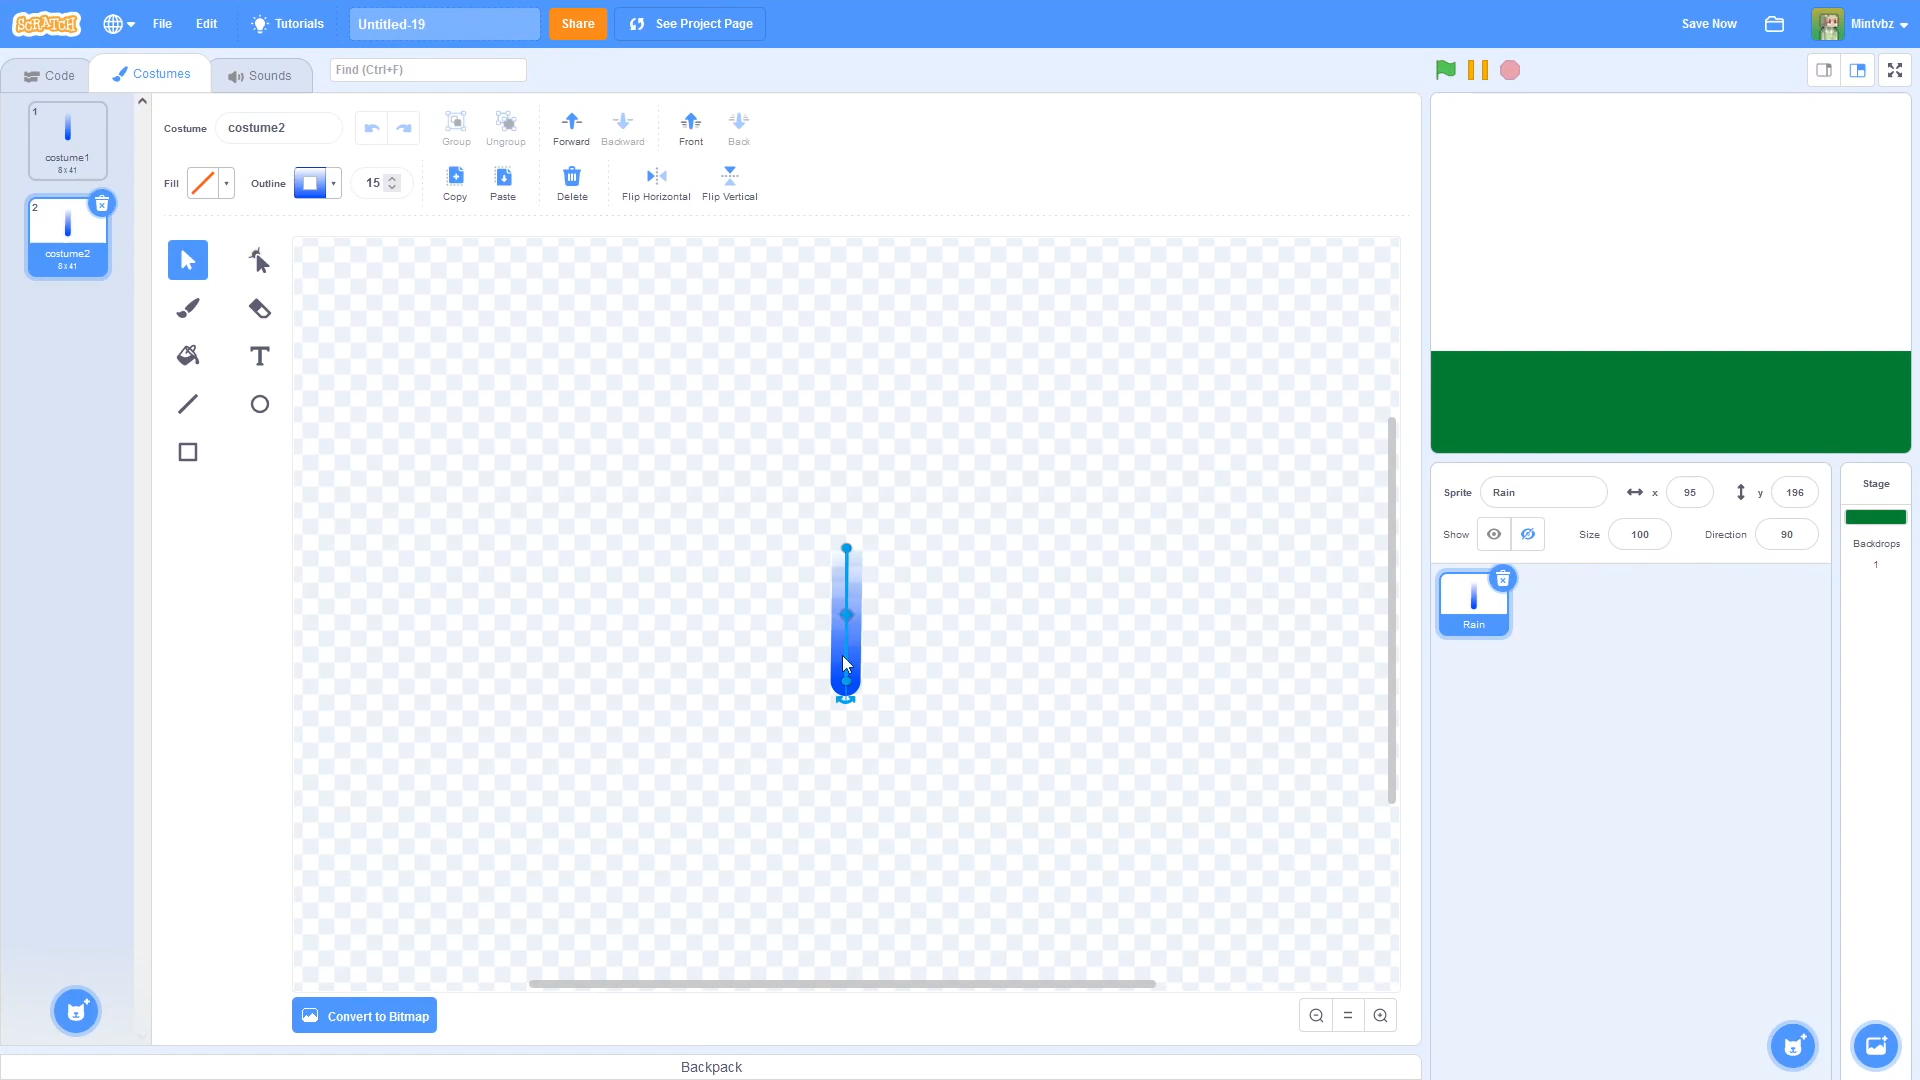 SCRATCH File Edit Tutorials Untitled-19 Share See Project Page Save Now Mintvbz
Code Costumes Sounds Find (Ctrl+F)
1
costume1
8 x 41
2
costume2
8 x 41
Costume costume2 Group Ungroup Forward Backward Front Back
Fill Outline 15 Copy Paste Delete Flip Horizontal Flip Vertical
T
Convert to Bitmap
Backpack
Sprite Rain x 95 y 196
Show Size 100 Direction 90
Rain
Stage
Backdrops
1